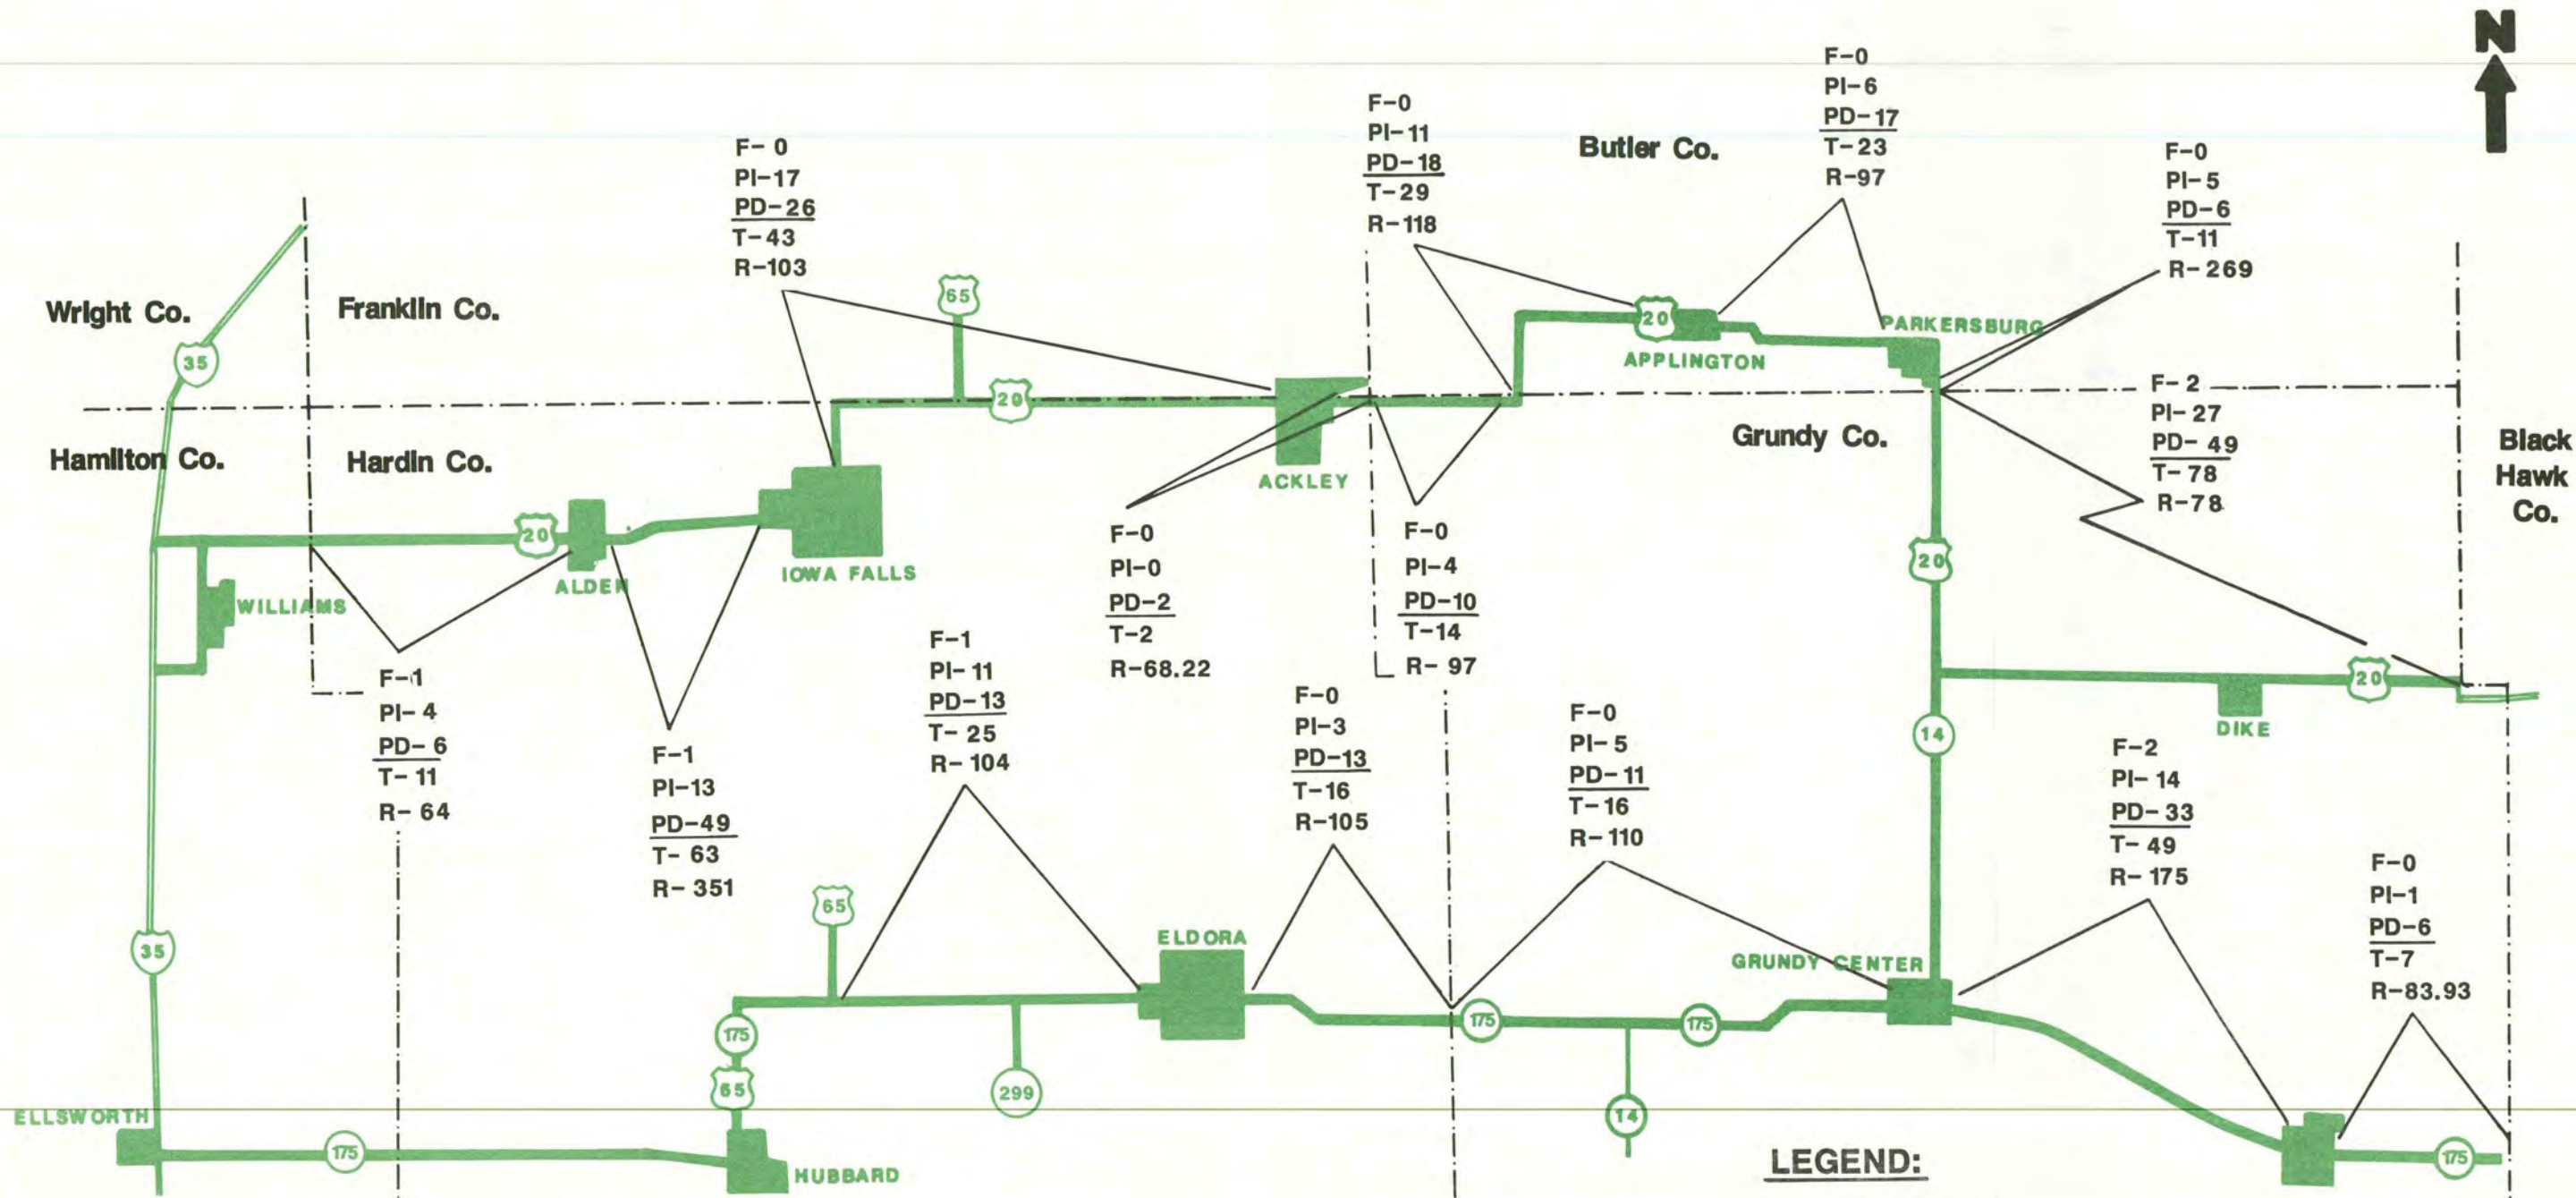 N
F-0
PI-6
PD-17
T-23
R-97
F-0
PI-11
PD-18
T-29
R-118
Butler Co.
F-0
PI-5
PD-6
T-11
R-269
F-0
PI-17
PD-26
T-43
R-103
Wright Co.
Franklin Co.
35
65
20
20
APPLINGTON
PARKERSBURG
F-2
PI-27
PD-49
T-78
R-78
Hamilton Co.
Hardin Co.
Grundy Co.
Black
Hawk
Co.
ACKLEY
20
ALDEN
IOWA FALLS
WILLIAMS
20
F-0
PI-0
PD-2
T-2
R-68.22
F-0
PI-4
PD-10
T-14
R-97
F-1
PI-4
PD-6
T-11
R-64
F-1
PI-13
PD-49
T-63
R-351
F-1
PI-11
PD-13
T-25
R-104
F-0
PI-3
PD-13
T-16
R-105
F-0
PI-5
PD-11
T-16
R-110
14
20
DIKE
F-2
PI-14
PD-33
T-49
R-175
F-0
PI-1
PD-6
T-7
R-83.93
35
65
ELDORA
GRUNDY CENTER
175
65
299
175
175
14
ELLSWORTH
175
HUBBARD
LEGEND:
175